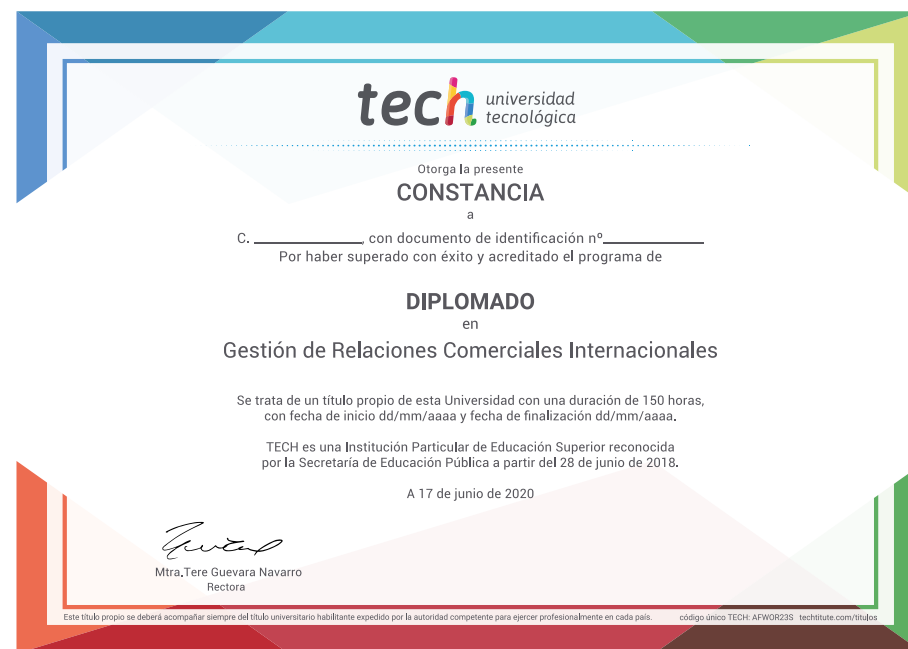 tech universidad
tecnológica
Otorga la presente
CONSTANCIA
a
C. ____________, con documento de identificación nº____________
Por haber superado con éxito y acreditado el programa de
DIPLOMADO
en
Gestión de Relaciones Comerciales Internacionales
Se trata de un título propio de esta Universidad con una duración de 150 horas,
con fecha de inicio dd/mm/aaaa y fecha de finalización dd/mm/aaaa.
TECH es una Institución Particular de Educación Superior reconocida
por la Secretaría de Educación Pública a partir del 28 de junio de 2018.
A 17 de junio de 2020
Mtra.Tere Guevara Navarro
Rectora
Este título propio se deberá acompañar siempre del título universitario habilitante expedido por la autoridad competente para ejercer profesionalmente en cada país. código único TECH: AFWOR23S techtitute.com/titulos